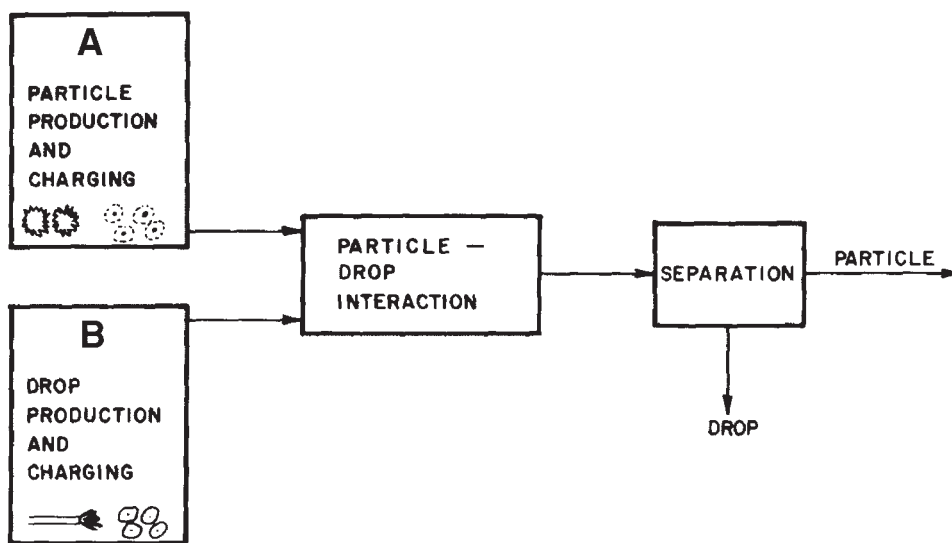 A
PARTICLE
PRODUCTION
AND
CHARGING
B
DROP
PRODUCTION
AND
CHARGING
PARTICLE —
DROP
INTERACTION
SEPARATION
PARTICLE
DROP